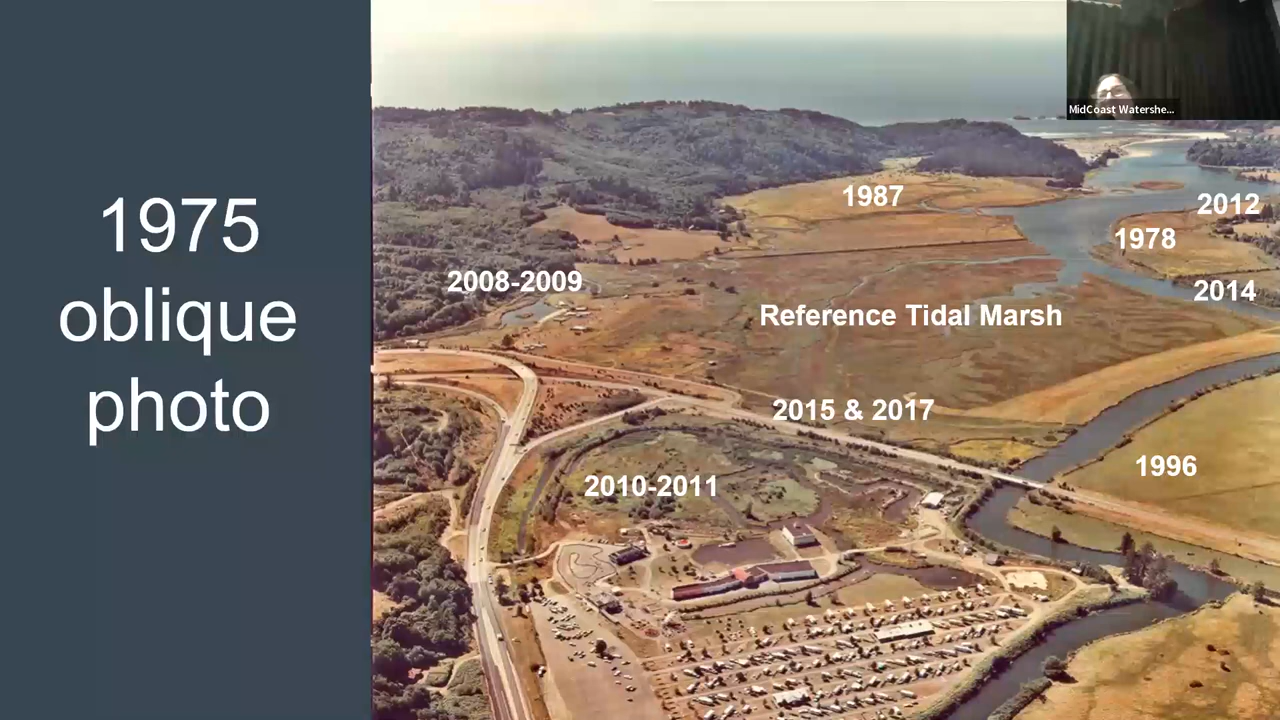 1975
oblique
photo
MidCoast Watershe...
1987
2012
1978
2008-2009
2014
Reference Tidal Marsh
2015 & 2017
1996
2010-2011